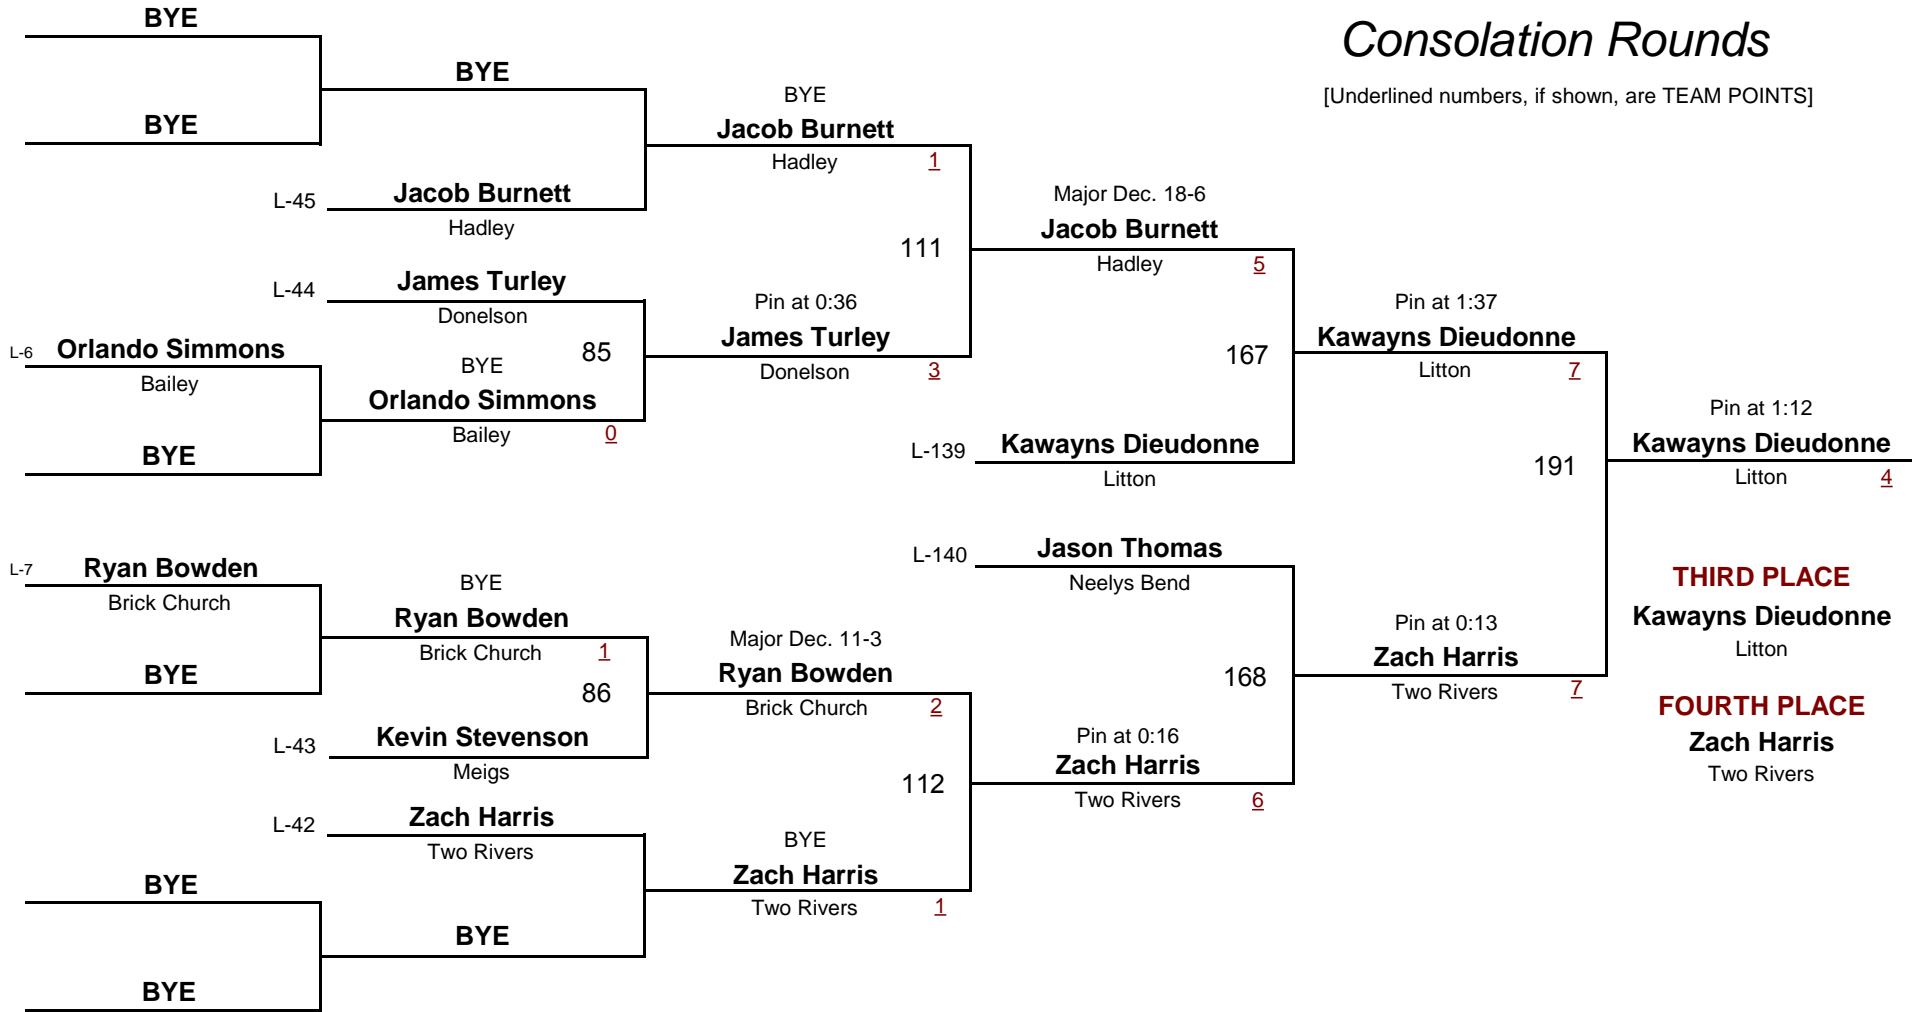 Consolation Rounds
[Underlined numbers, if shown, are TEAM POINTS]
BYE
BYE
L-6 Orlando Simmons
Bailey
BYE
L-7 Ryan Bowden
Brick Church
BYE
BYE
BYE
BYE
L-45 Jacob Burnett
Hadley
L-44 James Turley
Donelson
85
BYE
Orlando Simmons
Bailey 0
BYE
Ryan Bowden
Brick Church 1
86
L-43 Kevin Stevenson
Meigs
L-42 Zach Harris
Two Rivers
BYE
BYE
Jacob Burnett
Hadley 1
111
Pin at 0:36
James Turley
Donelson 3
Major Dec. 11-3
Ryan Bowden
Brick Church 2
112
BYE
Zach Harris
Two Rivers 1
Major Dec. 18-6
Jacob Burnett
Hadley 5
167
L-139 Kawayns Dieudonne
Litton
L-140 Jason Thomas
Neelys Bend
168
Pin at 0:16
Zach Harris
Two Rivers 6
Pin at 1:37
Kawayns Dieudonne
Litton 7
191
Pin at 0:13
Zach Harris
Two Rivers 7
Pin at 1:12
Kawayns Dieudonne
Litton 4
THIRD PLACE
Kawayns Dieudonne
Litton
FOURTH PLACE
Zach Harris
Two Rivers